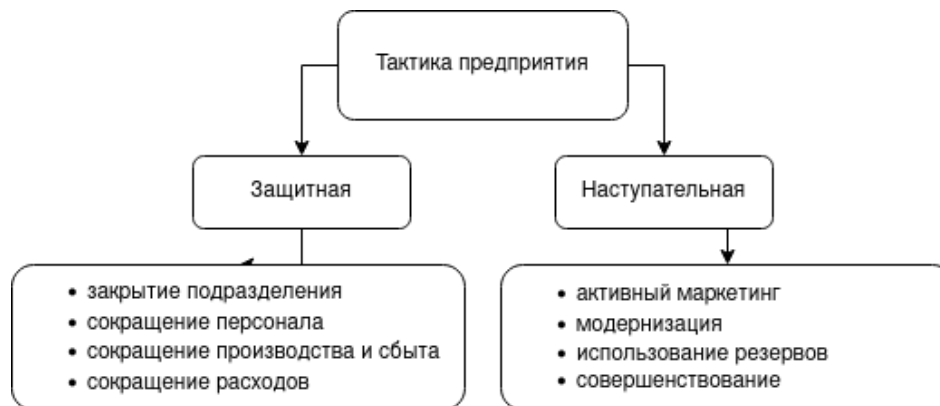 Тактика предприятия
Защитная
Наступательная
• закрытие подразделения
• сокращение персонала
• сокращение производства и сбыта
• сокращение расходов
• активный маркетинг
• модернизация
• использование резервов
• совершенствование